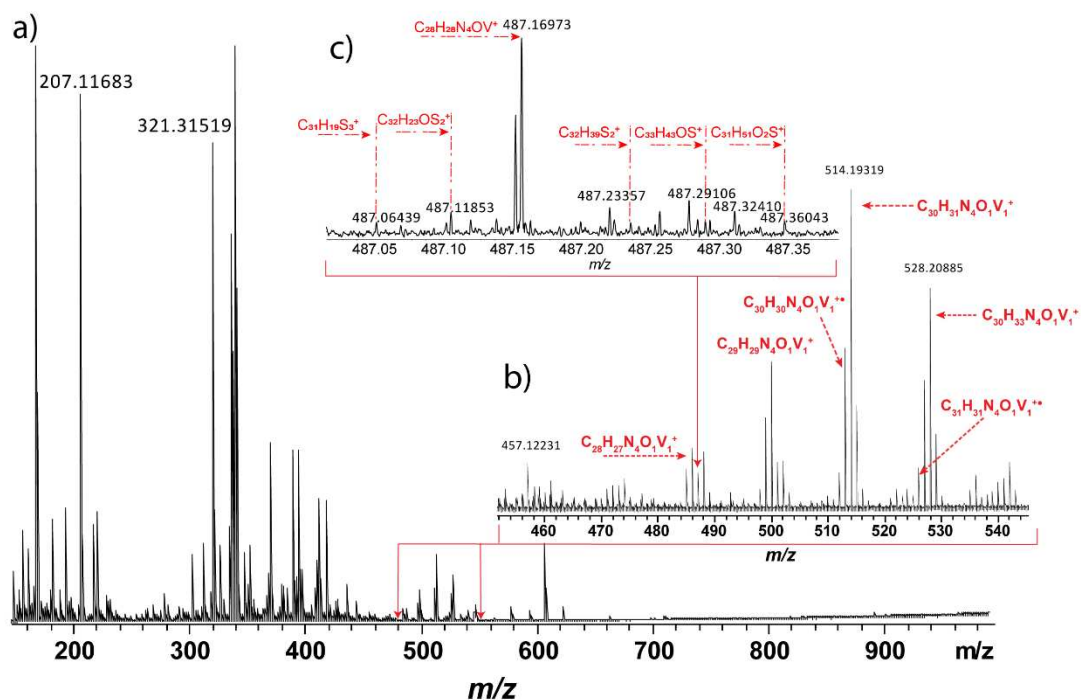 a)
207.11683
321.31519
c)
C₂₈H₂₈N₄OV⁺ 487.16973
C₃₁H₁₉S₃⁺
C₃₂H₂₃OS₂⁺
C₃₂H₃₉S₂⁺
C₃₃H₄₃OS⁺
C₃₁H₅₁O₂S⁺
487.06439
487.11853
487.23357
487.29106
487.32410
487.36043
487.05 487.10 487.15 487.20 487.25 487.30 487.35
m/z
514.19319
C₃₀H₃₁N₄O₁V₁⁺
528.20885
C₃₀H₃₀N₄O₁V₁⁺•
C₃₀H₃₃N₄O₁V₁⁺
C₂₉H₂₉N₄O₁V₁⁺
b)
457.12231
C₂₈H₂₇N₄O₁V₁⁺
C₃₁H₃₁N₄O₁V₁⁺•
460 470 480 490 500 510 520 530 540
m/z
200 300 400 500 600 700 800 900 m/z
m/z